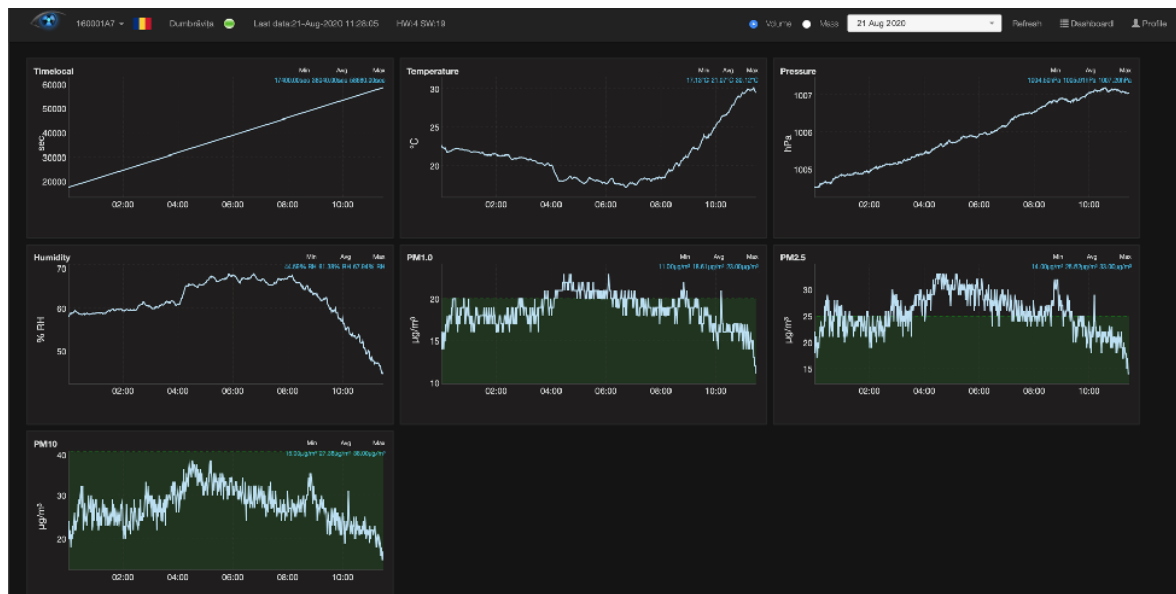 160001A7
Last data:21-Aug-2020 11:28:05
HW:4 SW:19
Volume
Mass
21 Aug 2020
Refresh
Dashboard
Profile
Timelocal
Min Avg Max
60000
50000
40000
30000
20000
sec
02:00 04:00 06:00 08:00 10:00
Temperature
Min Avg Max
30
25
20
°C
02:00 04:00 06:00 08:00 10:00
Pressure
Min Avg Max
1007
1006
1005
hPa
02:00 04:00 06:00 08:00 10:00
Humidity
Min Avg Max
70
60
50
% RH
02:00 04:00 06:00 08:00 10:00
PM1.0
Min Avg Max
20
15
10
µg/m³
02:00 04:00 06:00 08:00 10:00
PM2.5
Min Avg Max
30
25
20
15
µg/m³
02:00 04:00 06:00 08:00 10:00
PM10
Min Avg Max
40
30
20
µg/m³
02:00 04:00 06:00 08:00 10:00